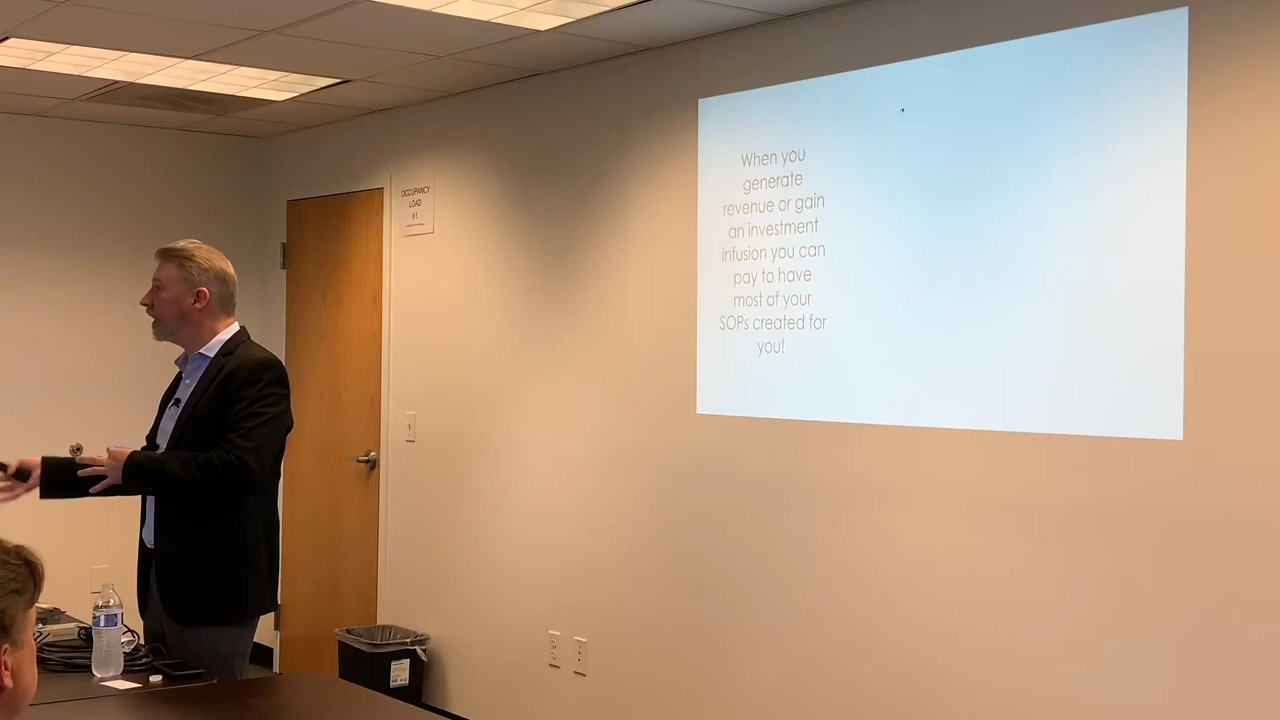 OCCUPANCY
LOAD
61
When you
generate
revenue or gain
an investment
infusion you can
pay to have
most of your
SOPs created for
you!